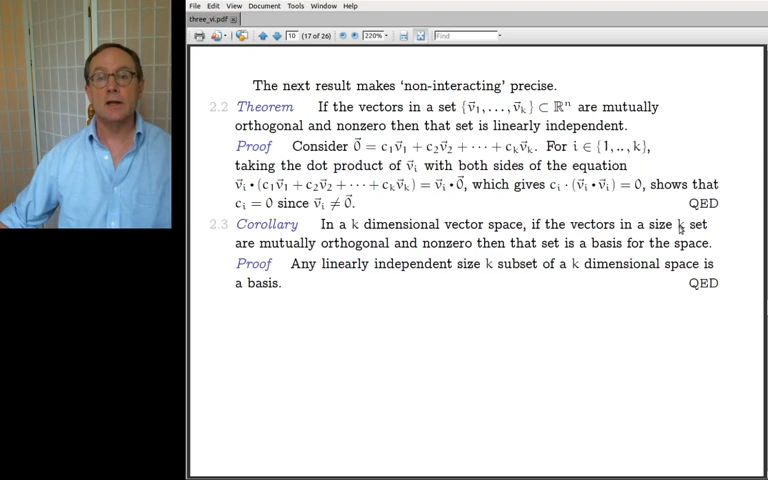 File Edit View Document Tools Window Help
three_vi.pdf
10 (17 of 26) 220% Find
The next result makes ‘non-interacting’ precise.
2.2 Theorem If the vectors in a set {v⃗₁, . . . , v⃗ₖ} ⊂ ℝⁿ are mutually
orthogonal and nonzero then that set is linearly independent.
Proof Consider 0⃗ = c₁v⃗₁ + c₂v⃗₂ + ··· + cₖv⃗ₖ. For i ∈ {1, .. , k},
taking the dot product of v⃗ᵢ with both sides of the equation
v⃗ᵢ • (c₁v⃗₁ + c₂v⃗₂ + ··· + cₖv⃗ₖ) = v⃗ᵢ • 0⃗, which gives cᵢ · (v⃗ᵢ • v⃗ᵢ) = 0, shows that
cᵢ = 0 since v⃗ᵢ ≠ 0⃗. QED
2.3 Corollary In a k dimensional vector space, if the vectors in a size k set
are mutually orthogonal and nonzero then that set is a basis for the space.
Proof Any linearly independent size k subset of a k dimensional space is
a basis. QED